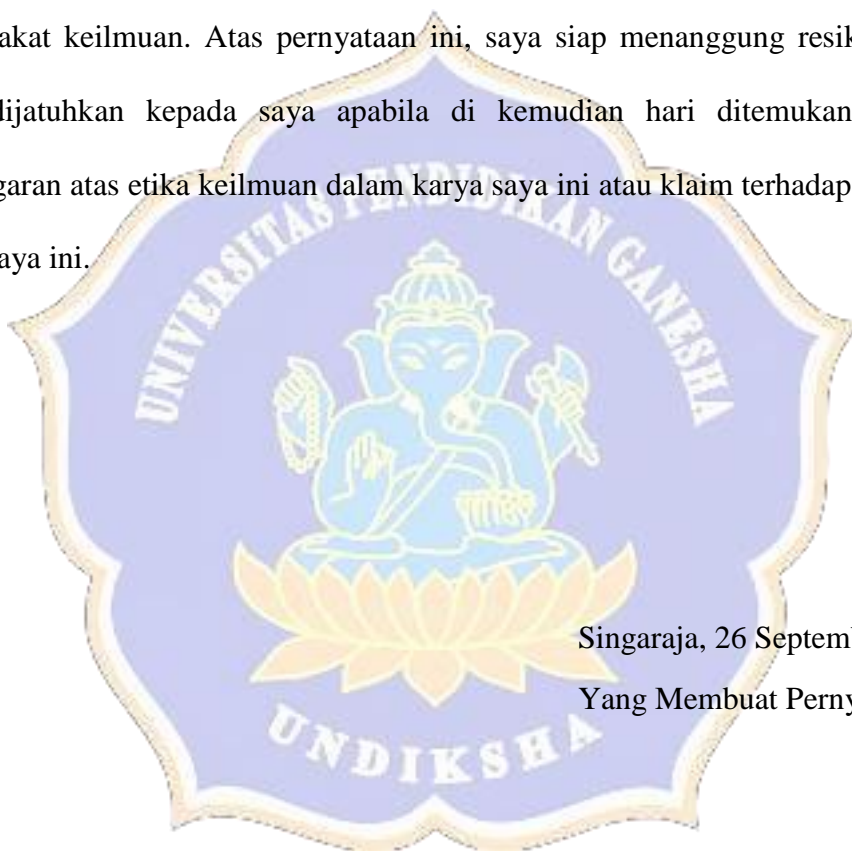 akat keilmuan. Atas pernyataan ini, saya siap menanggung resik
dijatuhkan kepada saya apabila di kemudian hari ditemukan
garan atas etika keilmuan dalam karya saya ini atau klaim terhadap
aya ini.
UNIVERSITAS PENDIDIKAN GANESHA
Singaraja, 26 Septem
Yang Membuat Perny
UNDIKSHA